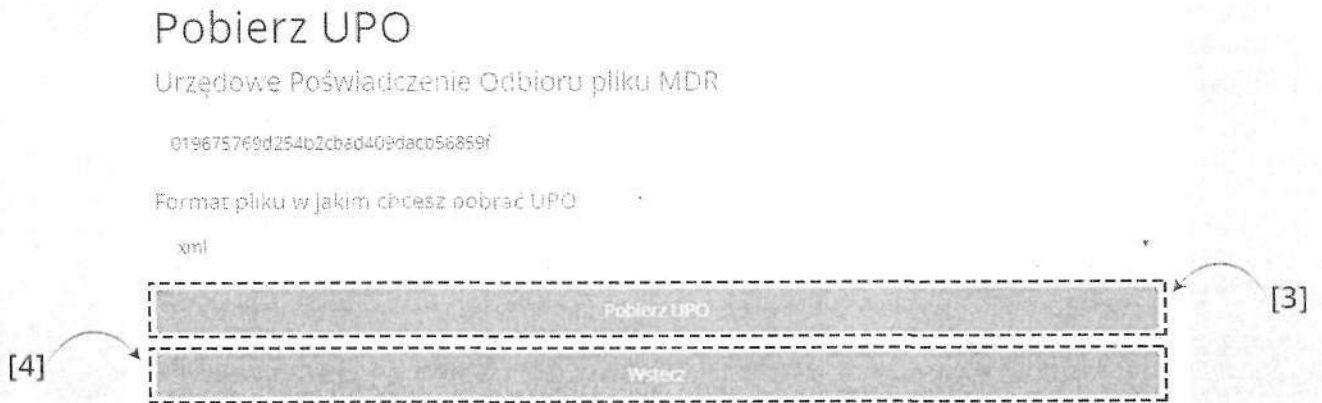 Pobierz UPO
Urzędowe Poświadczenie Odbioru pliku MDR
019675769d254b2cbad409dacb56859f
Format pliku w jakim chcesz pobrać UPO
xml
Pobierz UPO
[3]
[4]
Wstecz